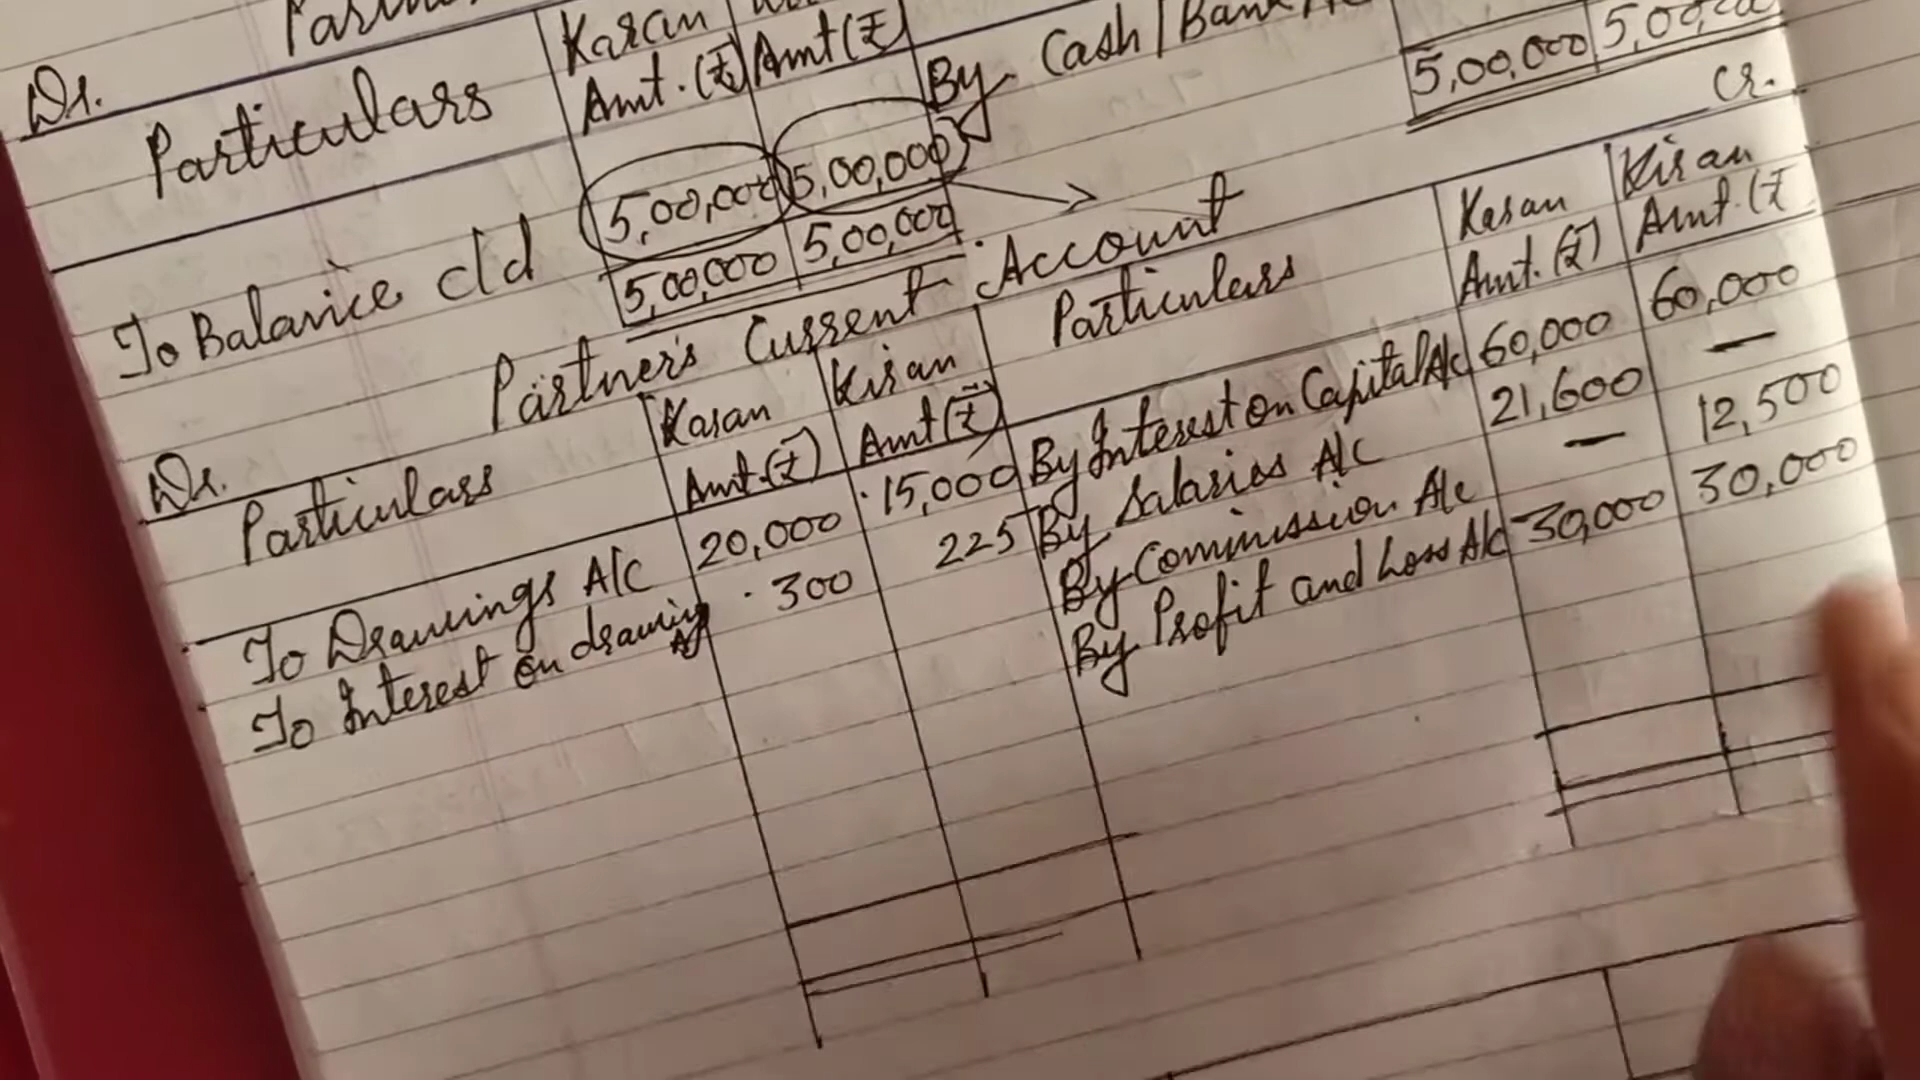 Dr.
Particulars Karan
Amt.(₹) Amt(₹) By Cash/Bank 5,00,000
5,00,000 5,00,000
To Balance c/d 5,00,000 5,00,000
Cr.
Partner's Current Account
Dr.
Particulars Karan Amt.(₹) Kiran Amt(₹) Particulars Karan Amt.(₹) Kiran Amt.(₹
To Drawings A/c 20,000 15,000 By Interest on Capital A/c 60,000 60,000
To Interest on drawing 300 225 By Salaries A/c 21,600 —
By Commission A/c — 12,500
By Profit and Loss A/c 30,000 30,000